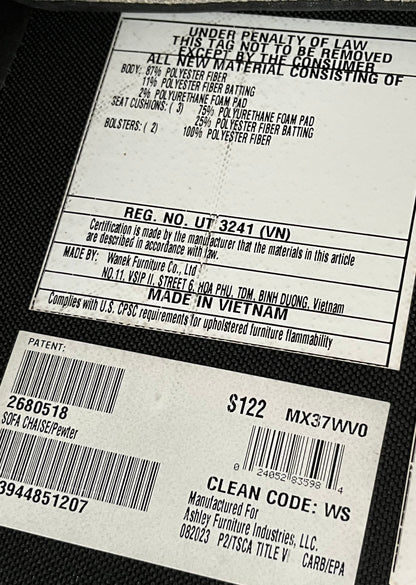 UNDER PENALTY OF LAW
THIS TAG NOT TO BE REMOVED
EXCEPT BY THE CONSUMER
ALL NEW MATERIAL CONSISTING OF
BODY: 87% POLYESTER FIBER
11% POLYESTER FIBER BATTING
2% POLYURETHANE FOAM PAD
SEAT CUSHIONS: ( 3) 75% POLYURETHANE FOAM PAD
25% POLYESTER FIBER BATTING
BOLSTERS: ( 2) 100% POLYESTER FIBER
REG. NO. UT 3241 (VN)
Certification is made by the manufacturer that the materials in this article
are described in accordance with law.
MADE BY: Wanek Furniture Co., Ltd
NO.11, VSIP II, STREET 6, HOA PHU, TDM, BINH DUONG, Vietnam
MADE IN VIETNAM
Complies with U.S. CPSC requirements for upholstered furniture flammability
PATENT:
2680518
SOFA CHAISE/Pewter
3944851207
S122 MX37WV0
0 24052 83598 4
CLEAN CODE: WS
Manufactured For
Ashley Furniture Industries, LLC.
082023 P2/TSCA TITLE VI CARB/EPA